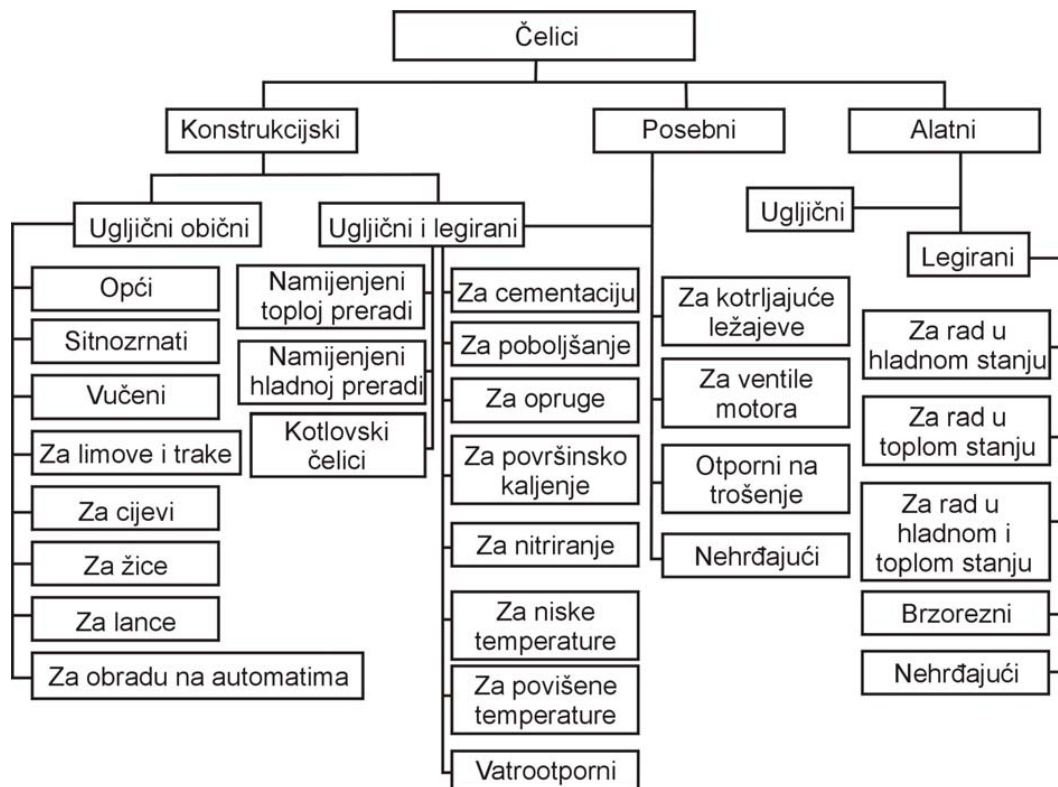 Čelici
Konstrukcijski
Posebni
Alatni
Ugljični obični
Ugljični i legirani
Ugljični
Legirani
Opći
Sitnozrnati
Vučeni
Za limove i trake
Za cijevi
Za žice
Za lance
Za obradu na automatima
Namijenjeni
toploj preradi
Namijenjeni
hladnoj preradi
Kotlovski
čelici
Za cementaciju
Za poboljšanje
Za opruge
Za površinsko
kaljenje
Za nitriranje
Za niske
temperature
Za povišene
temperature
Vatrootporni
Za kotrljajuće
ležajeve
Za ventile
motora
Otporni na
trošenje
Nehrđajući
Za rad u
hladnom stanju
Za rad u
toplom stanju
Za rad u
hladnom i
toplom stanju
Brzorezni
Nehrđajući